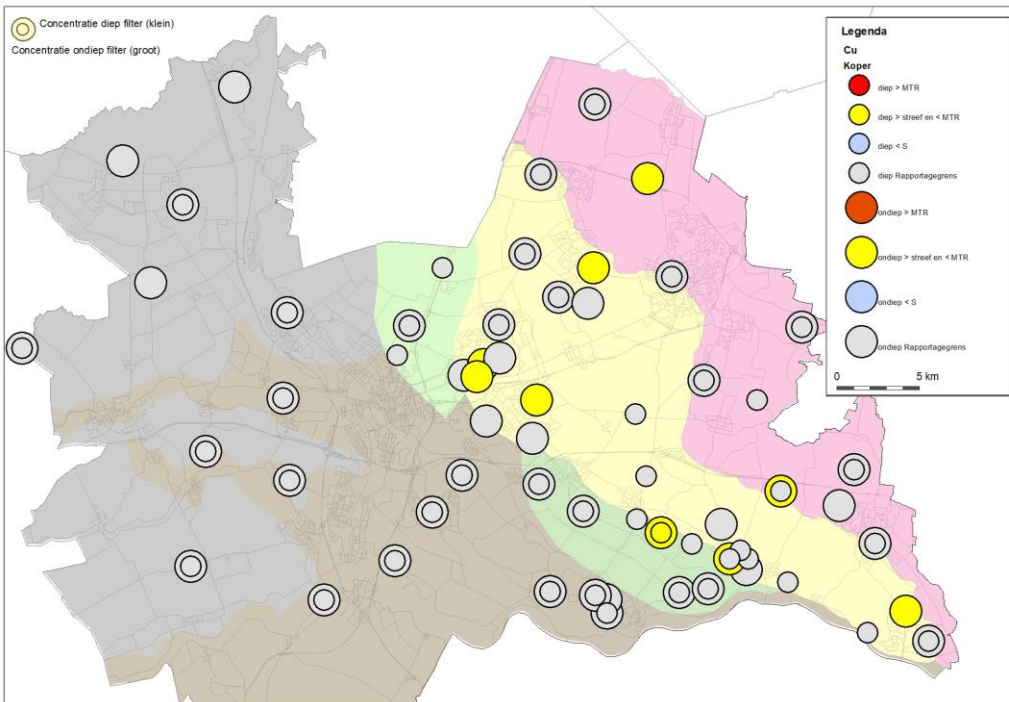 Concentratie diep filter (klein)
Concentratie ondiep filter (groot)
Legenda
Cu
Koper
diep > MTR
diep > streef en < MTR
diep < S
diep Rapportagegrens
ondiep > MTR
ondiep > streef en < MTR
ondiep < S
ondiep Rapportagegrens
0 5 km